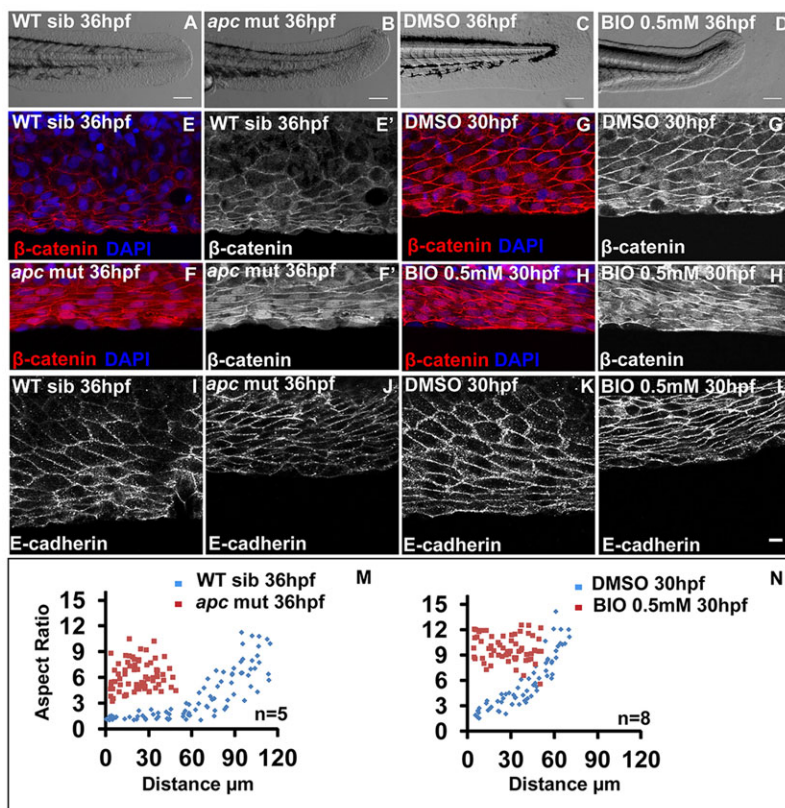 WT sib 36hpf A
apc mut 36hpf B
DMSO 36hpf C
BIO 0.5mM 36hpf D
WT sib 36hpf E
β-catenin DAPI
WT sib 36hpf E’
β-catenin
DMSO 30hpf G
β-catenin DAPI
DMSO 30hpf G
β-catenin
apc mut 36hpf F
β-catenin DAPI
apc mut 36hpf F’
β-catenin
BIO 0.5mM 30hpf H
β-catenin DAPI
BIO 0.5mM 30hpf H
β-catenin
WT sib 36hpf I
E-cadherin
apc mut 36hpf J
E-cadherin
DMSO 30hpf K
E-cadherin
BIO 0.5mM 30hpf L
E-cadherin
WT sib 36hpf M
apc mut 36hpf
Aspect Ratio
15
12
9
6
3
0
0 30 60 90 120
n=5
Distance µm
DMSO 30hpf N
BIO 0.5mM 30hpf
15
12
9
6
3
0
0 30 60 90 120
n=8
Distance µm